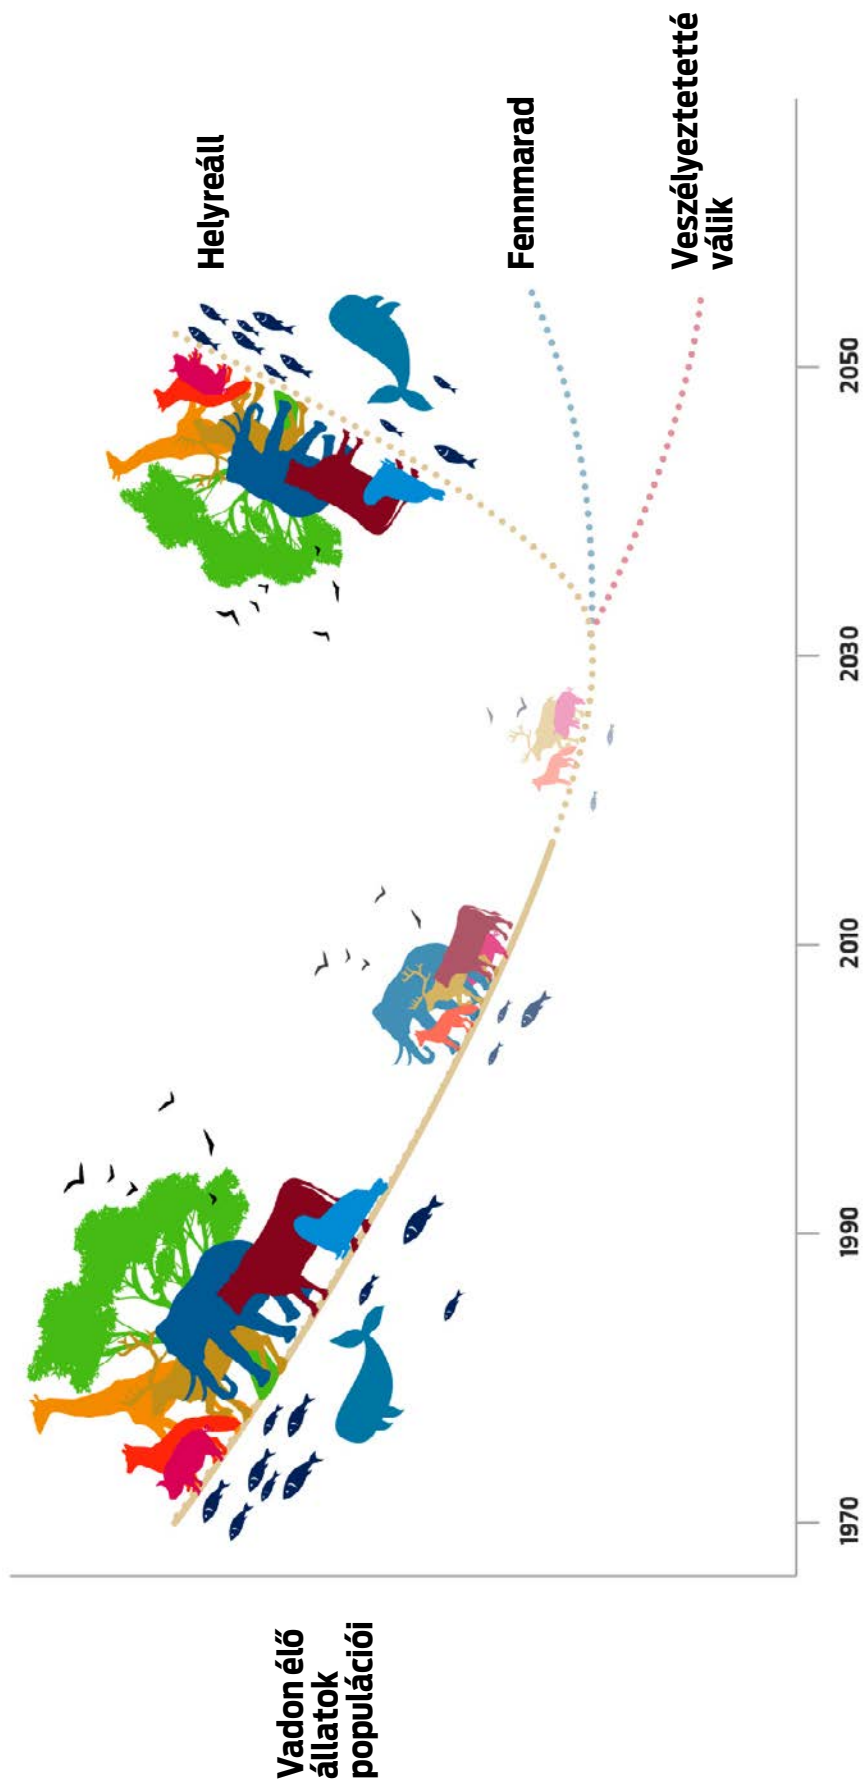 Vadon élő
állatok
populációi
Helyreáll
Fennmarad
Veszélyeztetetté
válik
1970
1990
2010
2030
2050